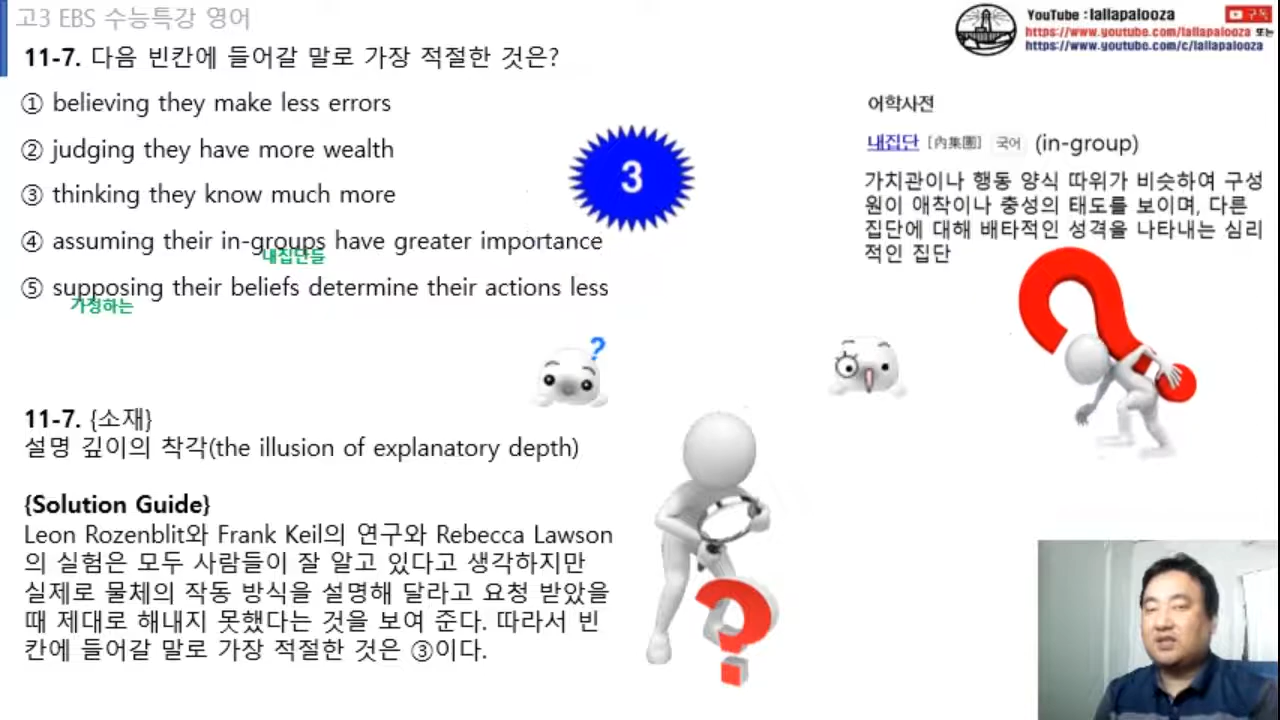 고3 EBS 수능특강 영어
YouTube : lallapalooza
구독
https://www.youtube.com/lallapalooza 또는
https://www.youtube.com/c/lallapalooza
11-7. 다음 빈칸에 들어갈 말로 가장 적절한 것은?
① believing they make less errors
② judging they have more wealth
③ thinking they know much more
④ assuming their in-groups have greater importance
내집단들
⑤ supposing their beliefs determine their actions less
가정하는
3
어학사전
내집단 [內集團] 국어 (in-group)
가치관이나 행동 양식 따위가 비슷하여 구성
원이 애착이나 충성의 태도를 보이며, 다른
집단에 대해 배타적인 성격을 나타내는 심리
적인 집단
11-7. {소재}
설명 깊이의 착각(the illusion of explanatory depth)
{Solution Guide}
Leon Rozenblit와 Frank Keil의 연구와 Rebecca Lawson
의 실험은 모두 사람들이 잘 알고 있다고 생각하지만
실제로 물체의 작동 방식을 설명해 달라고 요청 받았을
때 제대로 해내지 못했다는 것을 보여 준다. 따라서 빈
칸에 들어갈 말로 가장 적절한 것은 ③이다.